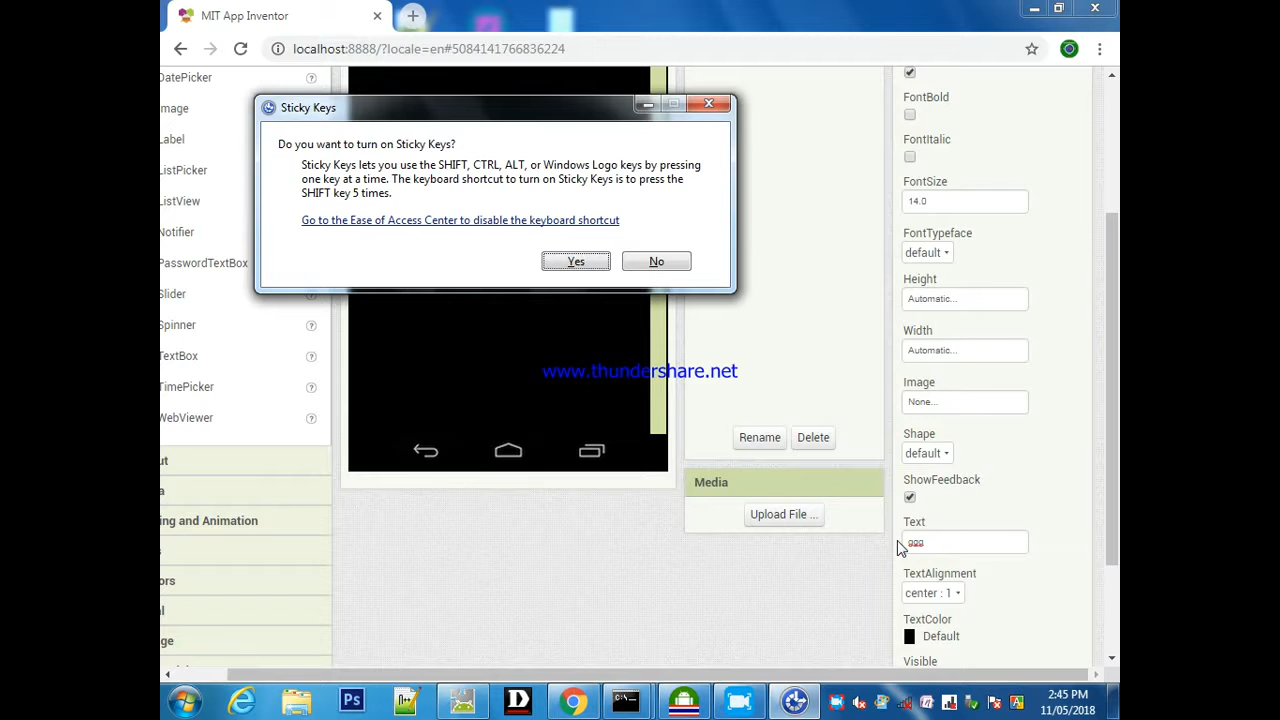 MIT App Inventor
localhost:8888/?locale=en#5084141766836224
DatePicker
Image
Label
ListPicker
ListView
Notifier
PasswordTextBox
Slider
Spinner
TextBox
TimePicker
WebViewer
ut
a
ing and Animation
s
ors
al
ge
Sticky Keys
Do you want to turn on Sticky Keys?
Sticky Keys lets you use the SHIFT, CTRL, ALT, or Windows Logo keys by pressing
one key at a time. The keyboard shortcut to turn on Sticky Keys is to press the
SHIFT key 5 times.
Go to the Ease of Access Center to disable the keyboard shortcut
Yes No
www.thundershare.net
Rename Delete
Media
Upload File ...
FontBold
FontItalic
FontSize
14.0
FontTypeface
default
Height
Automatic...
Width
Automatic...
Image
None...
Shape
default
ShowFeedback
Text
ggg
TextAlignment
center : 1
TextColor
Default
Visible
Ps
N++
D
C:\
2:45 PM
11/05/2018